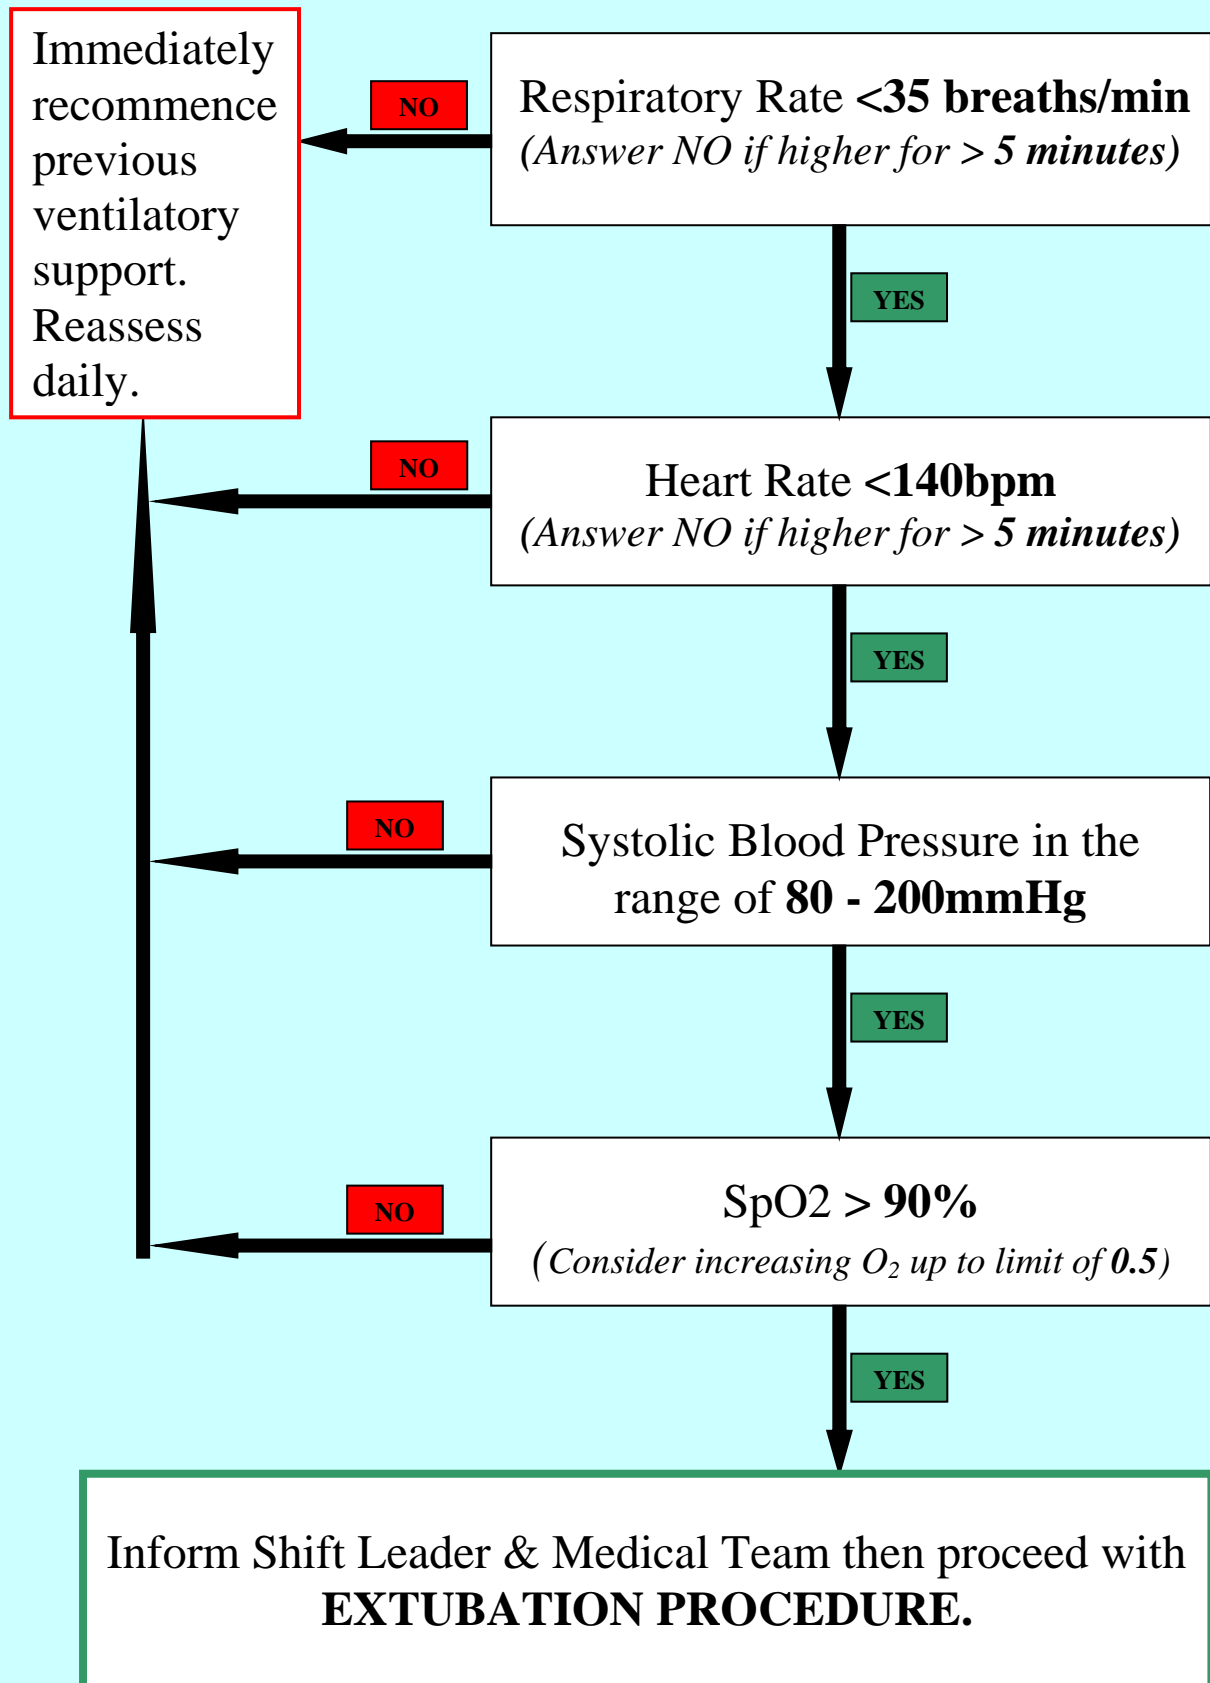 Immediately
recommence
previous
ventilatory
support.
Reassess
daily.
NO
Respiratory Rate <35 breaths/min
(Answer NO if higher for > 5 minutes)
YES
NO
Heart Rate <140bpm
(Answer NO if higher for > 5 minutes)
YES
NO
Systolic Blood Pressure in the
range of 80 - 200mmHg
YES
NO
SpO2 > 90%
(Consider increasing O₂ up to limit of 0.5)
YES
Inform Shift Leader & Medical Team then proceed with
EXTUBATION PROCEDURE.